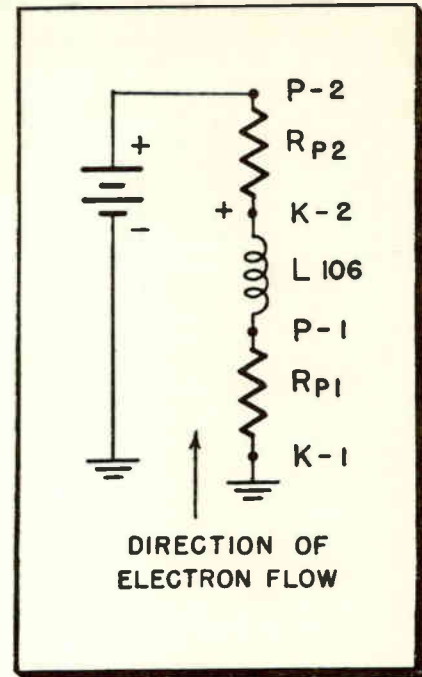 P-2
+
RP2
+ K-2
-
L 106
P-1
RP1
K-1
DIRECTION OF
ELECTRON FLOW